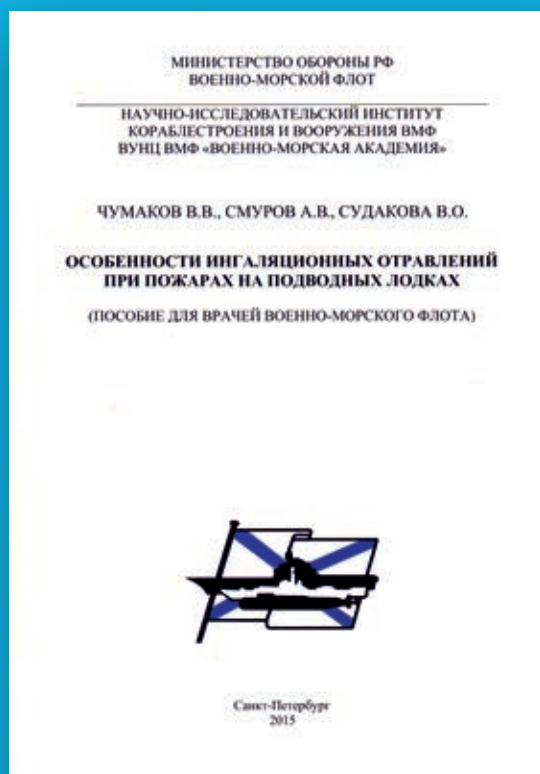 МИНИСТЕРСТВО ОБОРОНЫ РФ
ВОЕННО-МОРСКОЙ ФЛОТ
НАУЧНО-ИССЛЕДОВАТЕЛЬСКИЙ ИНСТИТУТ
КОРАБЛЕСТРОЕНИЯ И ВООРУЖЕНИЯ ВМФ
ВУНЦ ВМФ «ВОЕННО-МОРСКАЯ АКАДЕМИЯ»
ЧУМАКОВ В.В., СМУРОВ А.В., СУДАКОВА В.О.
ОСОБЕННОСТИ ИНГАЛЯЦИОННЫХ ОТРАВЛЕНИЙ
ПРИ ПОЖАРАХ НА ПОДВОДНЫХ ЛОДКАХ
(ПОСОБИЕ ДЛЯ ВРАЧЕЙ ВОЕННО-МОРСКОГО ФЛОТА)
Санкт-Петербург
2015